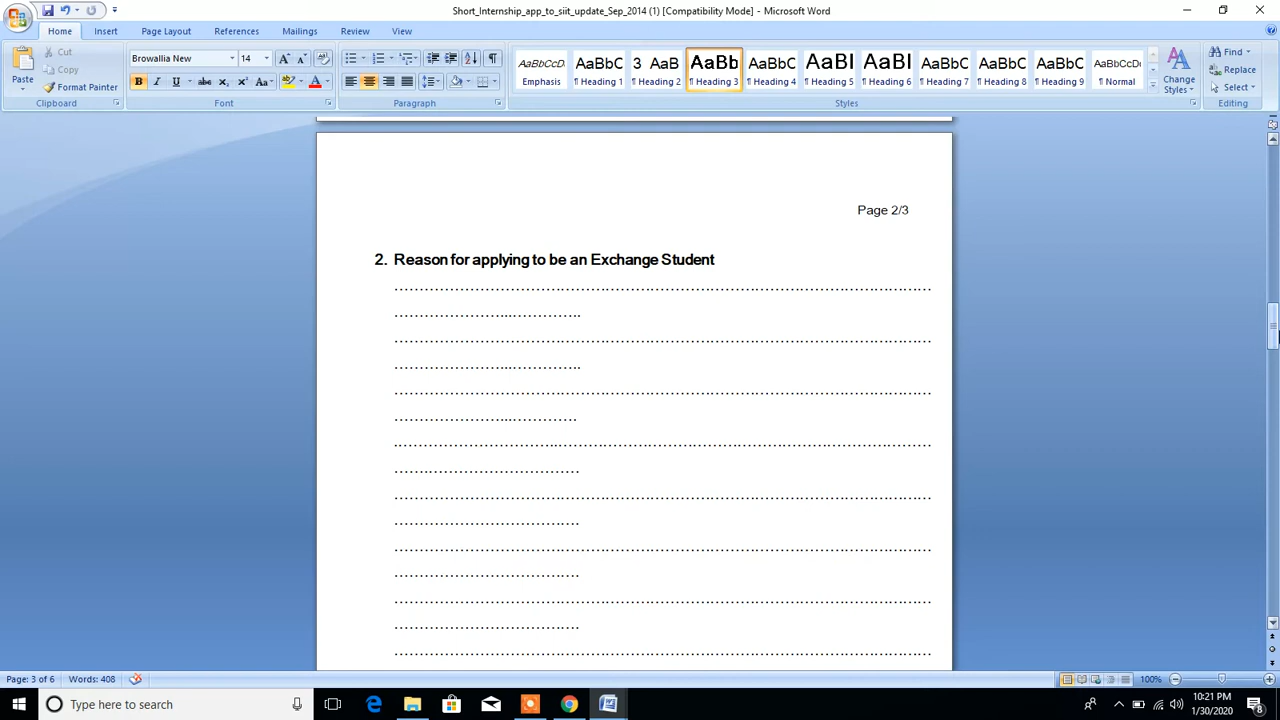 Short_Internship_app_to_siit_update_Sep_2014 (1) [Compatibility Mode] - Microsoft Word
Home Insert Page Layout References Mailings Review View
Paste
Cut
Copy
Format Painter
Clipboard
Browallia New 14
Font
Paragraph
AaBbCcD AaBbC 3 AaB AaBb AaBbC AaBI AaBI AaBbC AaBbC AaBbC AaBbCcDc
Emphasis ¶ Heading 1 ¶ Heading 2 ¶ Heading 3 ¶ Heading 4 ¶ Heading 5 ¶ Heading 6 ¶ Heading 7 ¶ Heading 8 ¶ Heading 9 ¶ Normal
Change Styles
Styles
Find
Replace
Select
Editing
Page 2/3
2. Reason for applying to be an Exchange Student
Page: 3 of 6 Words: 408 100%
Type here to search
10:21 PM
1/30/2020
8